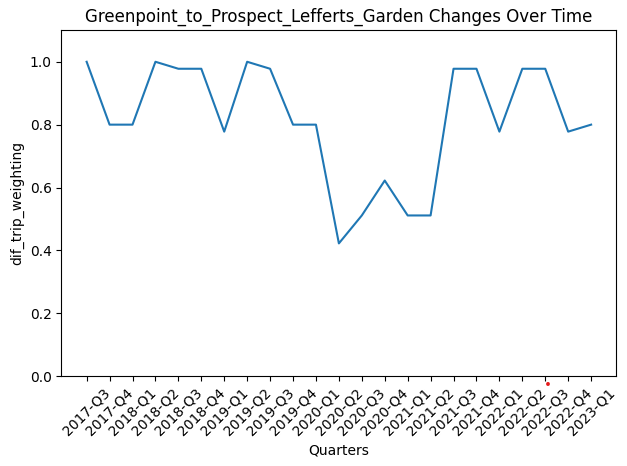 Greenpoint_to_Prospect_Lefferts_Garden Changes Over Time
1.0
0.8
0.6
0.4
0.2
0.0
dif_trip_weighting
2017-Q3
2017-Q4
2018-Q1
2018-Q2
2018-Q3
2018-Q4
2019-Q1
2019-Q2
2019-Q3
2019-Q4
2020-Q1
2020-Q2
2020-Q3
2020-Q4
2021-Q1
2021-Q2
2021-Q3
2021-Q4
2022-Q1
2022-Q2
2022-Q3
2022-Q4
2023-Q1
Quarters